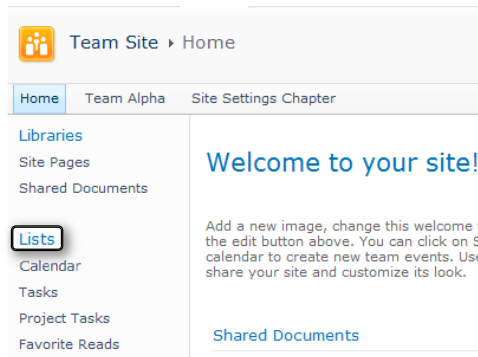 Team Site ▸ Home
Home Team Alpha Site Settings Chapter
Libraries
Site Pages
Shared Documents
Lists
Calendar
Tasks
Project Tasks
Favorite Reads
Welcome to your site!
Add a new image, change this welcome
the edit button above. You can click on
calendar to create new team events. Use
share your site and customize its look.
Shared Documents